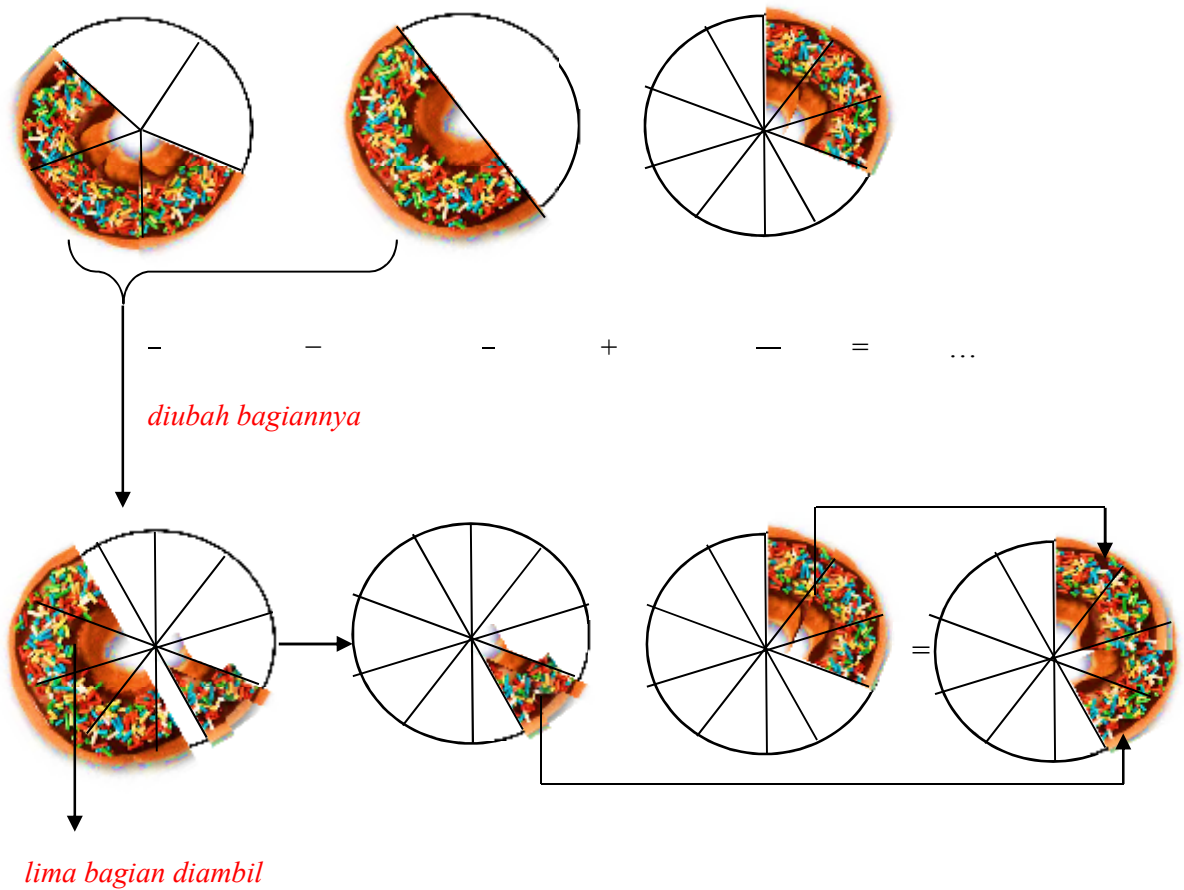 – − – + — = …
diubah bagiannya
=
lima bagian diambil